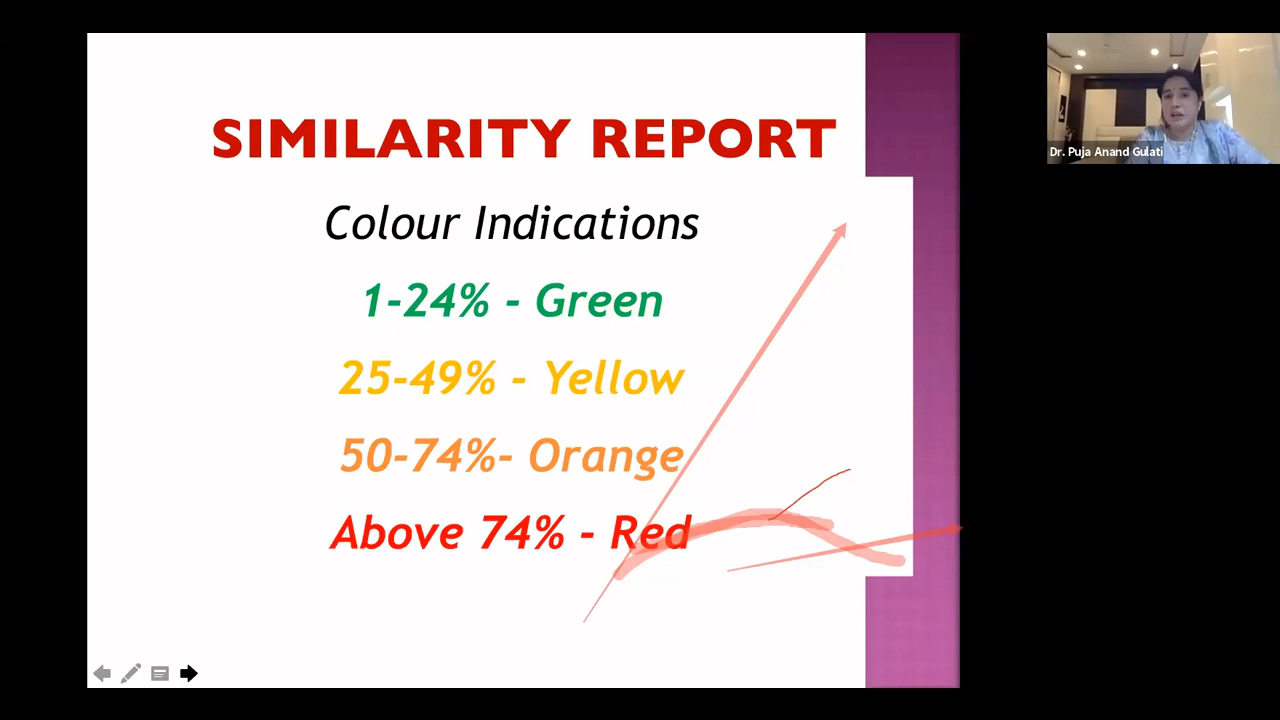 SIMILARITY REPORT
Colour Indications
1-24% - Green
25-49% - Yellow
50-74%- Orange
Above 74% - Red
Dr. Puja Anand Gulati